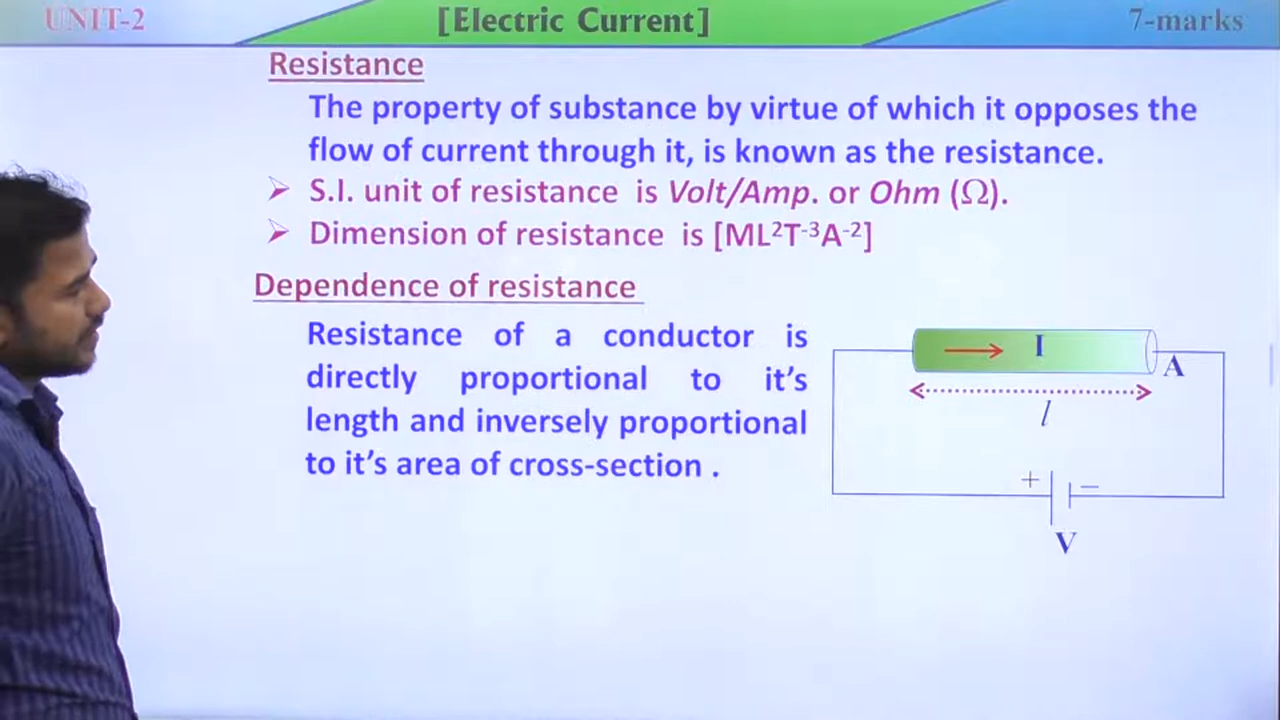 UNIT-2
[Electric Current]
7-marks
Resistance
The property of substance by virtue of which it opposes the
flow of current through it, is known as the resistance.
➢ S.I. unit of resistance is Volt/Amp. or Ohm (Ω).
➢ Dimension of resistance is [ML²T⁻³A⁻²]
Dependence of resistance
Resistance of a conductor is
directly proportional to it's
length and inversely proportional
to it's area of cross-section .
I
A
l
+ −
V